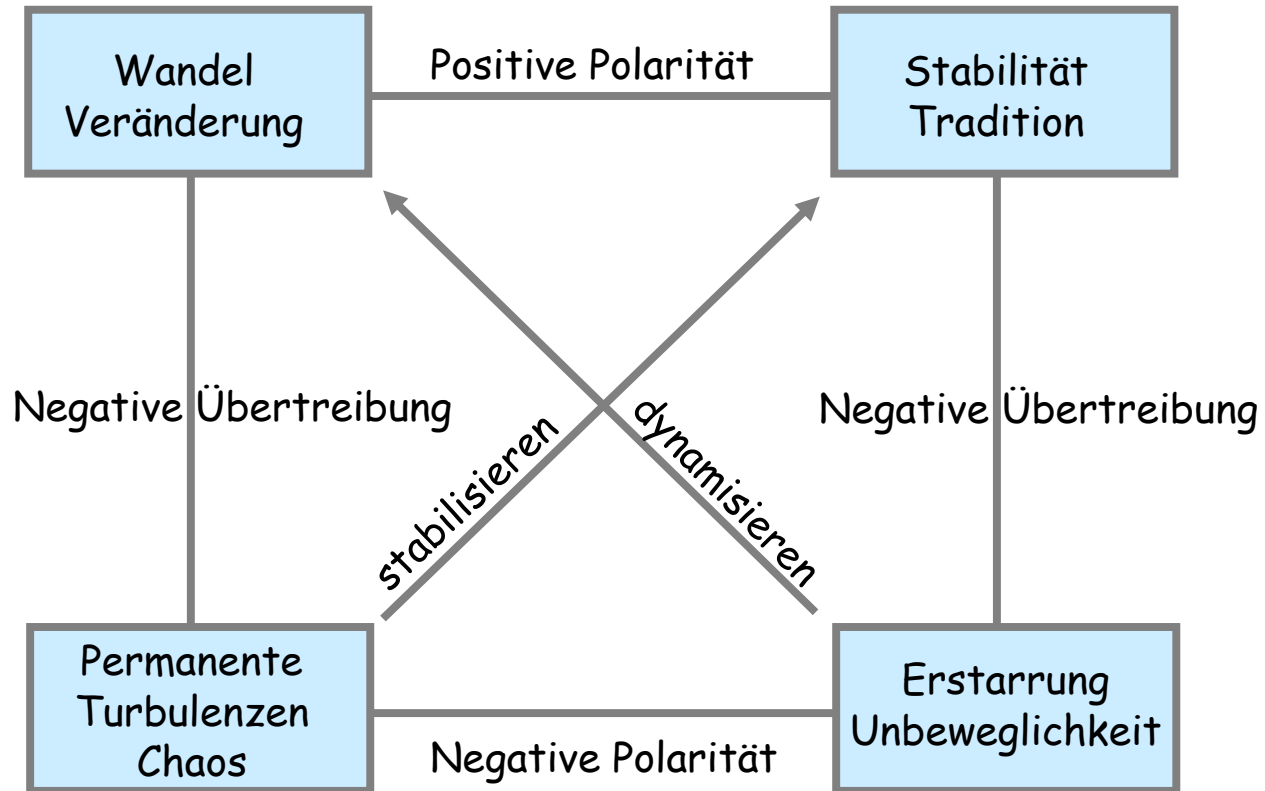 Wandel
Veränderung
Positive Polarität
Stabilität
Tradition
Negative Übertreibung
stabilisieren
dynamisieren
Negative Übertreibung
Permanente
Turbulenzen
Chaos
Negative Polarität
Erstarrung
Unbeweglichkeit